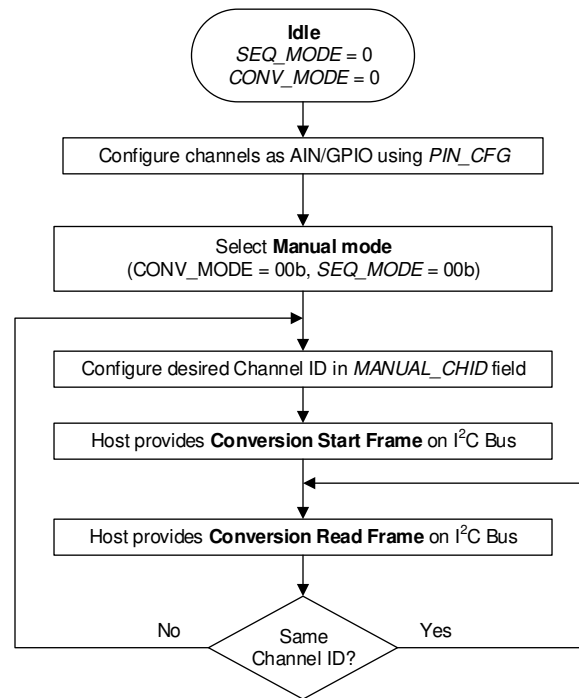 Idle
SEQ_MODE = 0
CONV_MODE = 0
Configure channels as AIN/GPIO using PIN_CFG
Select Manual mode
(CONV_MODE = 00b, SEQ_MODE = 00b)
Configure desired Channel ID in MANUAL_CHID field
Host provides Conversion Start Frame on I²C Bus
Host provides Conversion Read Frame on I²C Bus
No
Same
Channel ID?
Yes